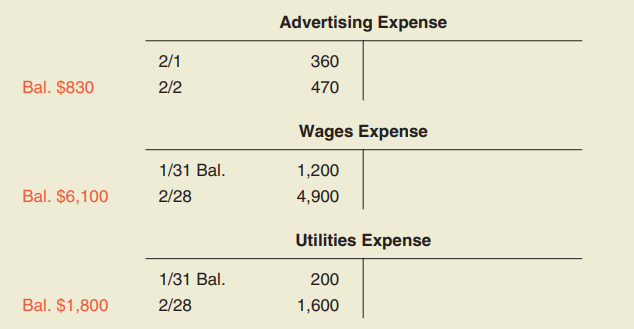 Advertising Expense
2/1 360
Bal. $830 2/2 470
Wages Expense
1/31 Bal. 1,200
Bal. $6,100 2/28 4,900
Utilities Expense
1/31 Bal. 200
Bal. $1,800 2/28 1,600